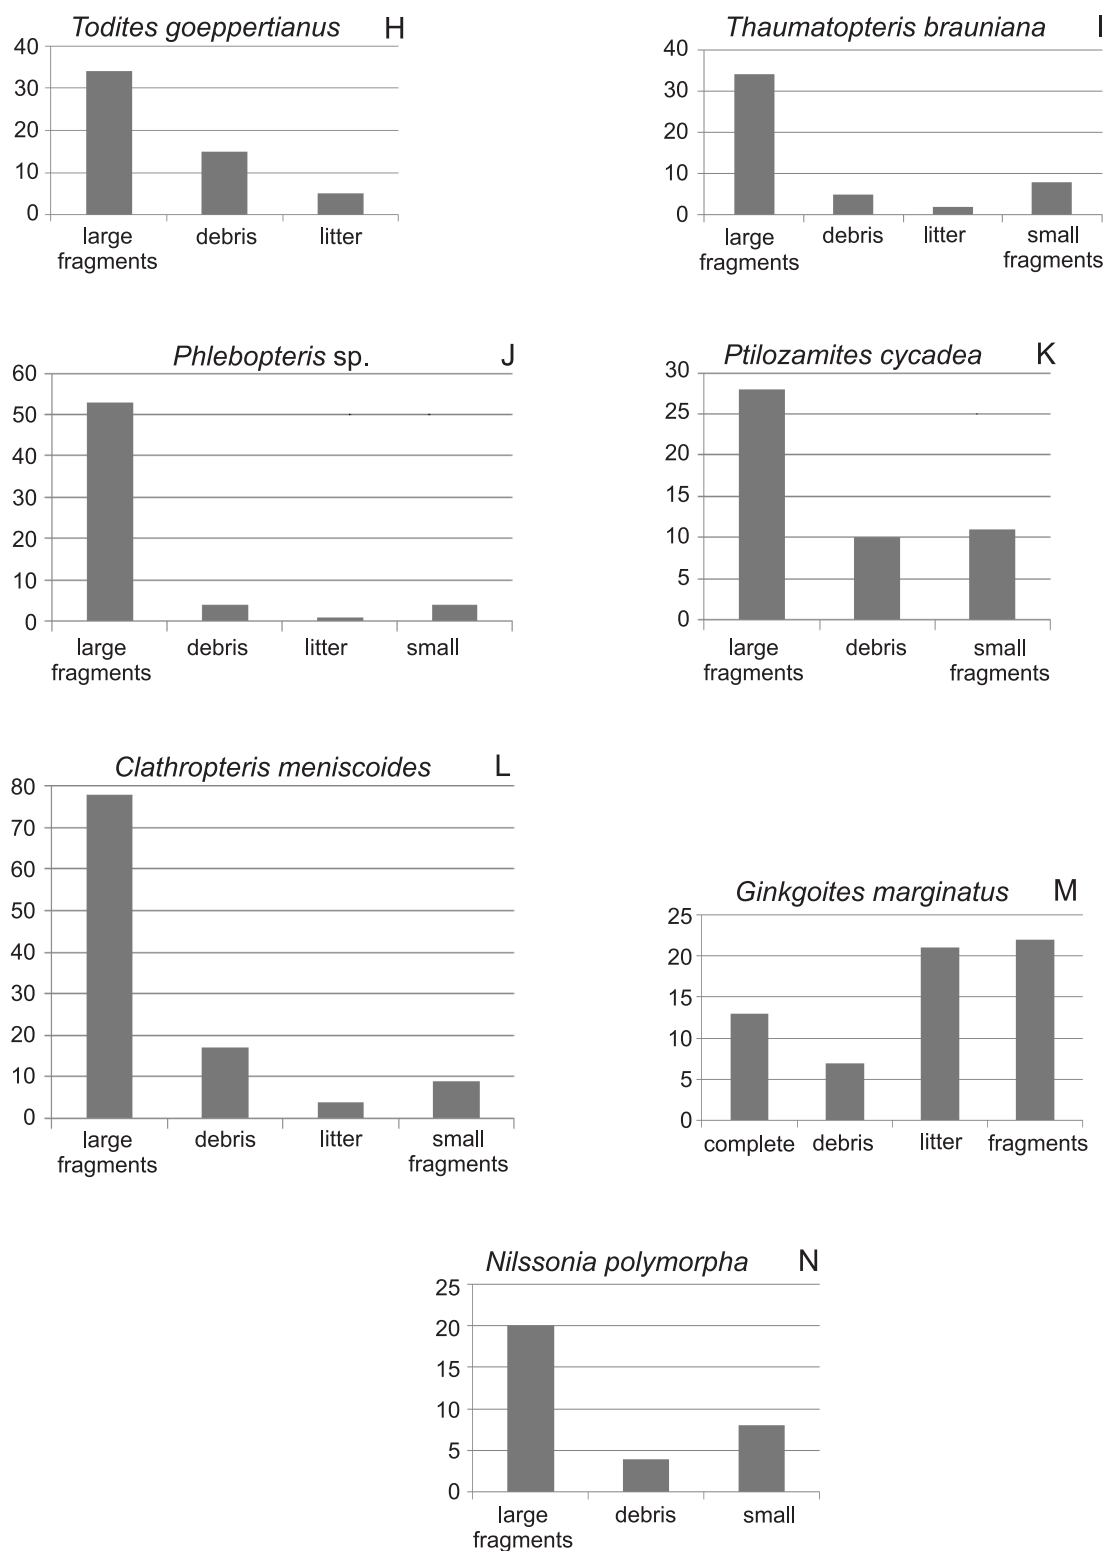 Todites goeppertianus H
40
30
20
10
0
large
fragments
debris
litter
Thaumatopteris brauniana I
40
30
20
10
0
large
fragments
debris
litter
small
fragments
Phlebopteris sp. J
60
50
40
30
20
10
0
large
fragments
debris
litter
small
Ptilozamites cycadea K
30
25
20
15
10
5
0
large
fragments
debris
small
fragments
Clathropteris meniscoides L
80
70
60
50
40
30
20
10
0
large
fragments
debris
litter
small
fragments
Ginkgoites marginatus M
25
20
15
10
5
0
complete
debris
litter
fragments
Nilssonia polymorpha N
25
20
15
10
5
0
large
fragments
debris
small